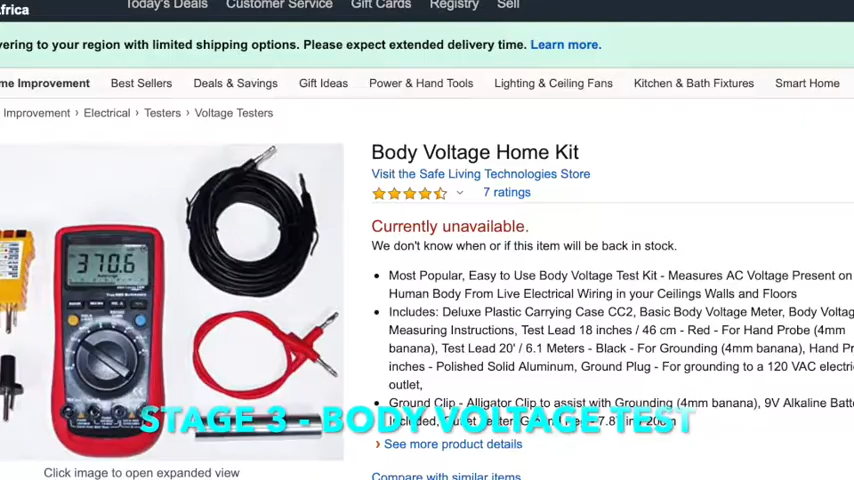 frica
Today's Deals Customer Service Gift Cards Registry Sell
vering to your region with limited shipping options. Please expect extended delivery time. Learn more.
me Improvement Best Sellers Deals & Savings Gift Ideas Power & Hand Tools Lighting & Ceiling Fans Kitchen & Bath Fixtures Smart Home
Improvement › Electrical › Testers › Voltage Testers
Body Voltage Home Kit
Visit the Safe Living Technologies Store
7 ratings
Currently unavailable.
We don't know when or if this item will be back in stock.
370.6
• Most Popular, Easy to Use Body Voltage Test Kit - Measures AC Voltage Present on
Human Body From Live Electrical Wiring in your Ceilings Walls and Floors
• Includes: Deluxe Plastic Carrying Case CC2, Basic Body Voltage Meter, Body Voltag
Measuring Instructions, Test Lead 18 inches / 46 cm - Red - For Hand Probe (4mm
banana), Test Lead 20' / 6.1 Meters - Black - For Grounding (4mm banana), Hand Pr
inches - Polished Solid Aluminum, Ground Plug - For grounding to a 120 VAC electric
outlet,
• Ground Clip - Alligator Clip to assist with Grounding (4mm banana), 9V Alkaline Batte
STAGE 3 - BODY VOLTAGE TEST
› See more product details
Click image to open expanded view
Compare with similar items